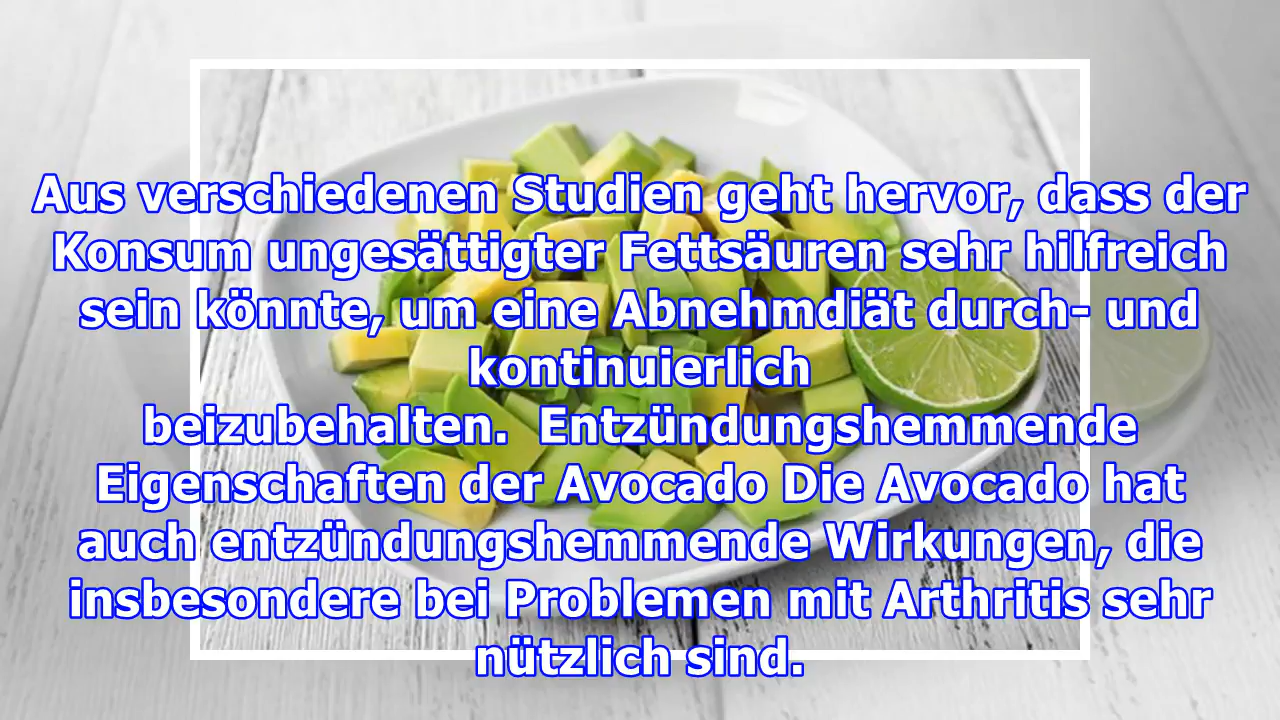 Aus verschiedenen Studien geht hervor, dass der
Konsum ungesättigter Fettsäuren sehr hilfreich
sein könnte, um eine Abnehmdiät durch- und
kontinuierlich
beizubehalten.  Entzündungshemmende
Eigenschaften der Avocado Die Avocado hat
auch entzündungshemmende Wirkungen, die
insbesondere bei Problemen mit Arthritis sehr
nützlich sind.